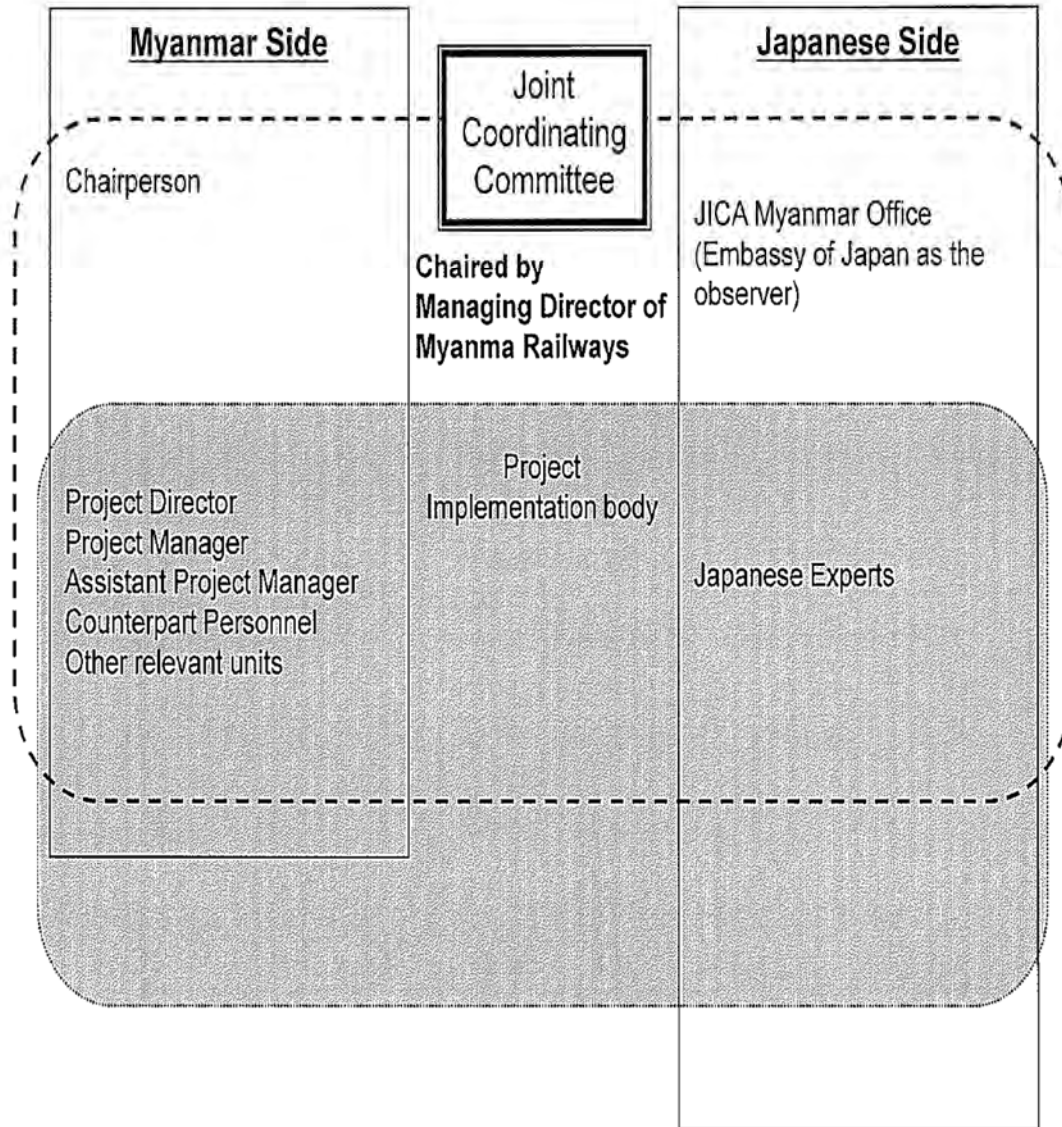 Myanmar Side
Joint
Coordinating
Committee
Japanese Side
Chairperson
Chaired by
Managing Director of
Myanma Railways
JICA Myanmar Office
(Embassy of Japan as the
observer)
Project Director
Project Manager
Assistant Project Manager
Counterpart Personnel
Other relevant units
Project
Implementation body
Japanese Experts